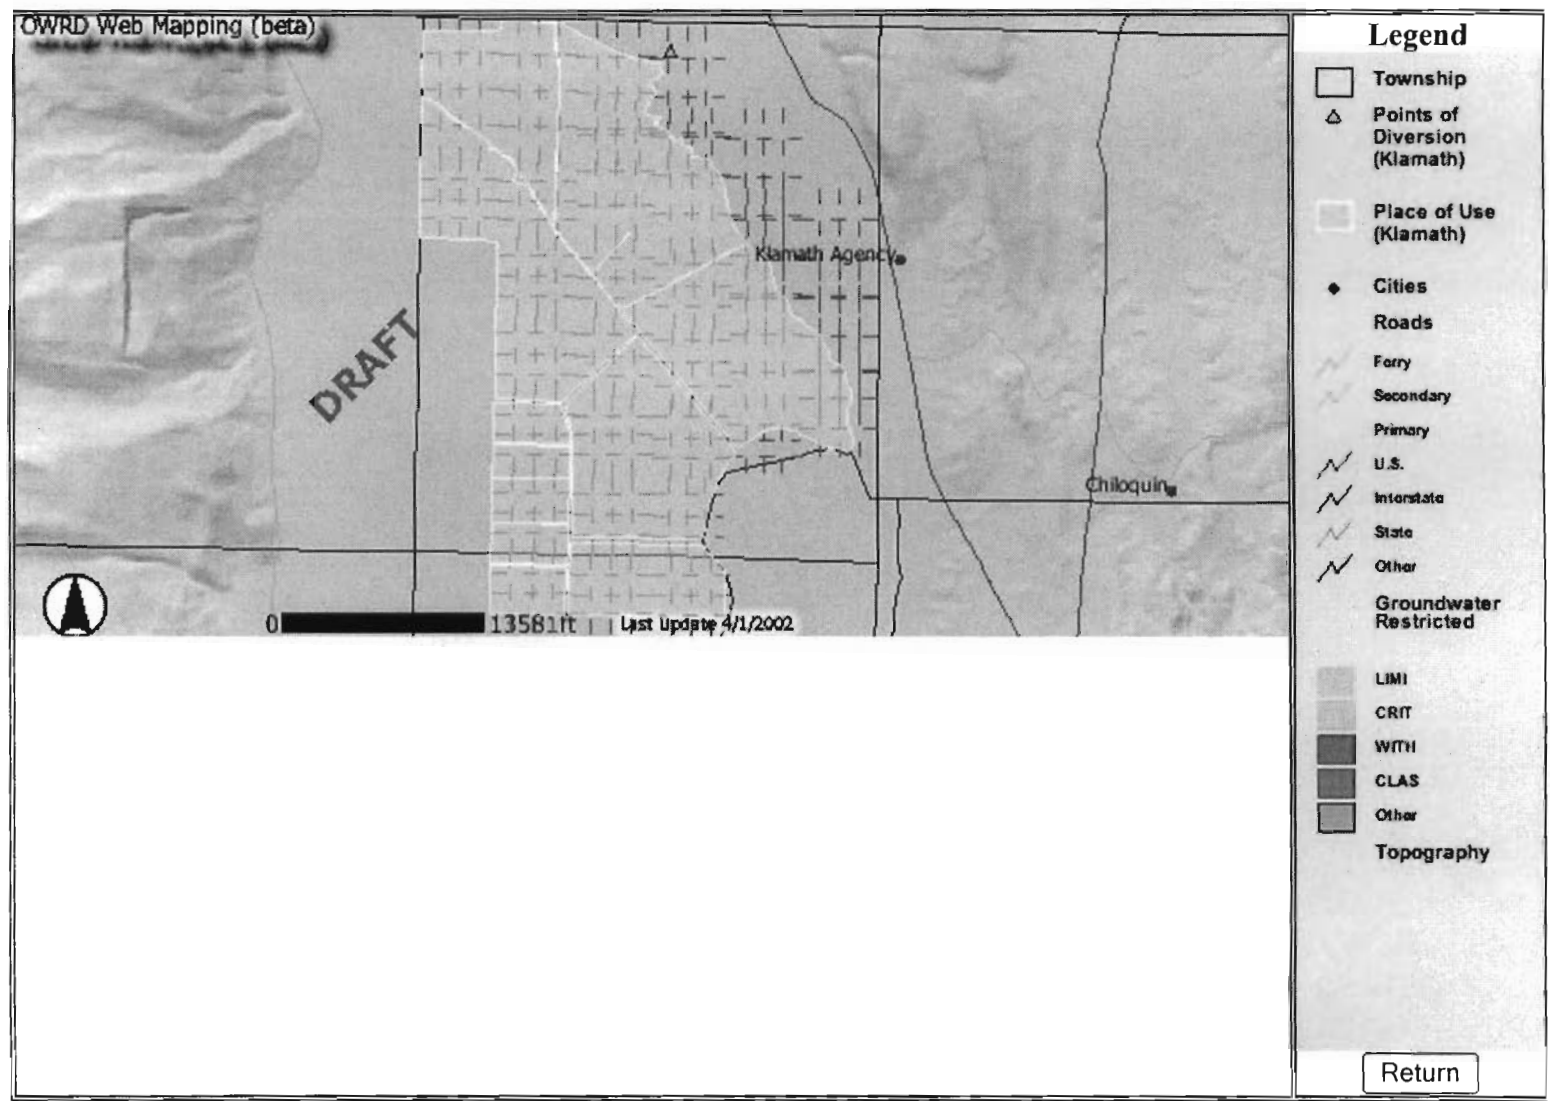 OWRD Web Mapping (beta)
Klamath Agency
DRAFT
Chiloquin
0 13581ft Last update 4/1/2002
Legend
Township
Points of
Diversion
(Klamath)
Place of Use
(Klamath)
Cities
Roads
Ferry
Secondary
Primary
U.S.
Interstate
State
Other
Groundwater
Restricted
LIMI
CRIT
WITH
CLAS
Other
Topography
Return